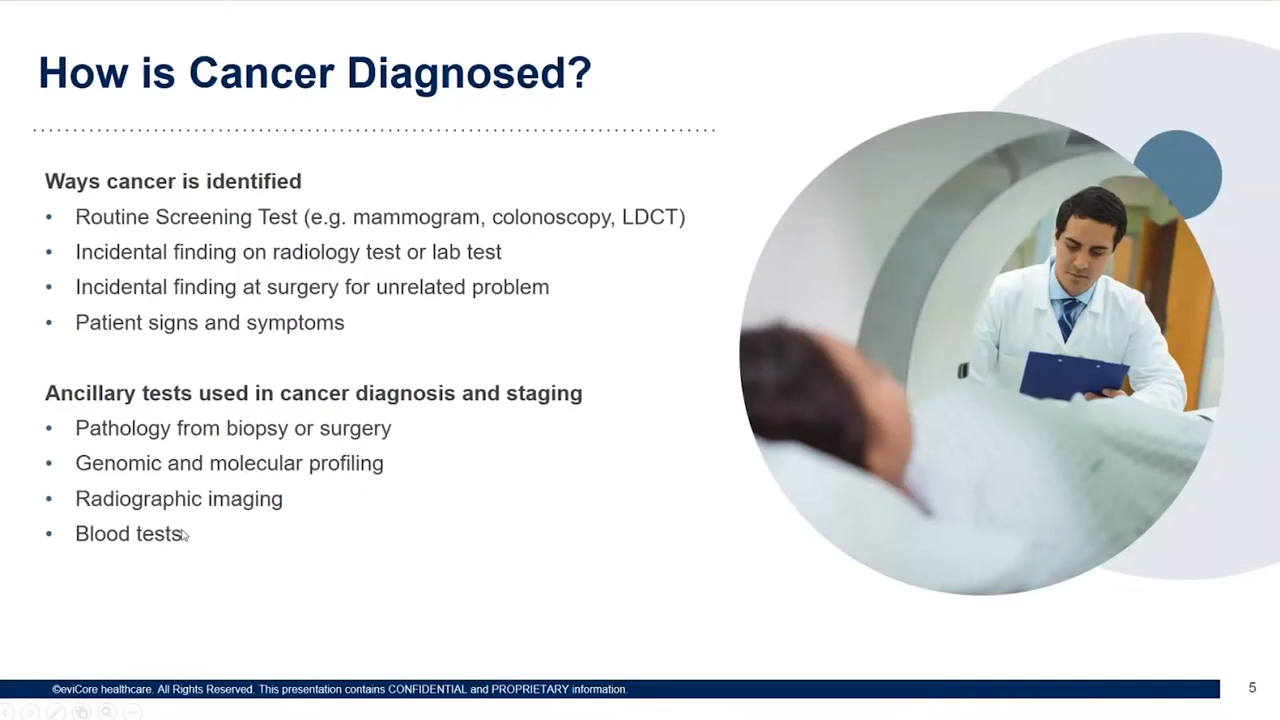 How is Cancer Diagnosed?
Ways cancer is identified
• Routine Screening Test (e.g. mammogram, colonoscopy, LDCT)
• Incidental finding on radiology test or lab test
• Incidental finding at surgery for unrelated problem
• Patient signs and symptoms
Ancillary tests used in cancer diagnosis and staging
• Pathology from biopsy or surgery
• Genomic and molecular profiling
• Radiographic imaging
• Blood tests
©eviCore healthcare. All Rights Reserved. This presentation contains CONFIDENTIAL and PROPRIETARY information.
5